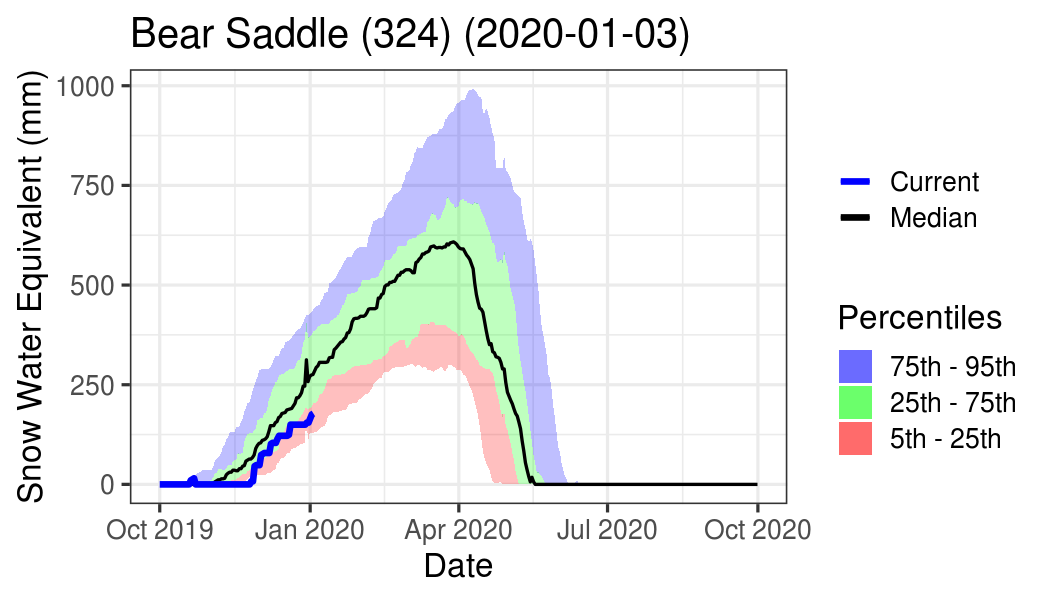 Bear Saddle (324) (2020-01-03)
Snow Water Equivalent (mm)
1000
750
500
250
0
Oct 2019
Jan 2020
Apr 2020
Jul 2020
Oct 2020
Date
Current
Median
Percentiles
75th - 95th
25th - 75th
5th - 25th